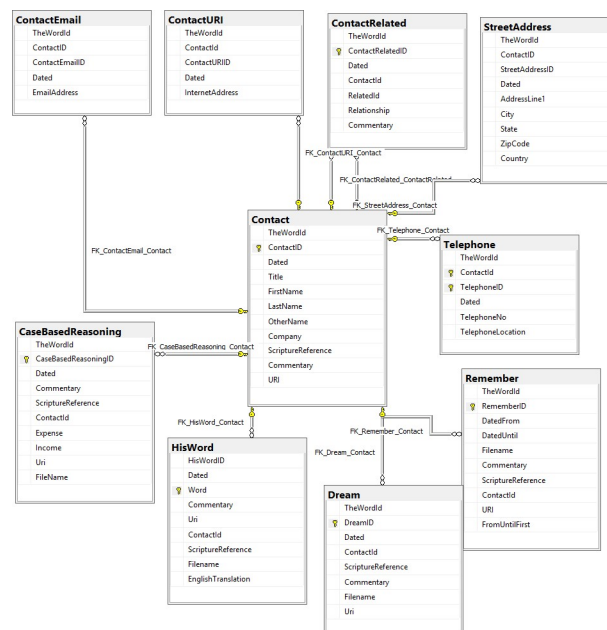 ContactEmail
TheWordId
ContactID
ContactEmailID
Dated
EmailAddress
ContactURI
TheWordId
ContactId
ContactURIID
Dated
InternetAddress
ContactRelated
TheWordId
ContactRelatedID
Dated
ContactId
RelatedId
Relationship
Commentary
StreetAddress
TheWordId
ContactID
StreetAddressID
Dated
AddressLine1
City
State
ZipCode
Country
FK_ContactURI_Contact
FK_ContactRelated_ContactRelated
FK_StreetAddress_Contact
FK_Telephone_Contact
FK_ContactEmail_Contact
Contact
TheWordId
ContactID
Dated
Title
FirstName
LastName
OtherName
Company
ScriptureReference
Commentary
URI
Telephone
TheWordId
ContactId
TelephoneID
Dated
TelephoneNo
TelephoneLocation
CaseBasedReasoning
TheWordId
CaseBasedReasoningID
Dated
Commentary
ScriptureReference
ContactId
Expense
Income
Uri
FileName
FK_CaseBasedReasoning_Contact
FK_HisWord_Contact
FK_Remember_Contact
FK_Dream_Contact
Remember
TheWordId
RememberID
DatedFrom
DatedUntil
Filename
Commentary
ScriptureReference
ContactId
URI
FromUntilFirst
HisWord
HisWordID
Dated
Word
Commentary
Uri
ContactId
ScriptureReference
Filename
EnglishTranslation
Dream
TheWordId
DreamID
Dated
ContactId
ScriptureReference
Commentary
Filename
Uri